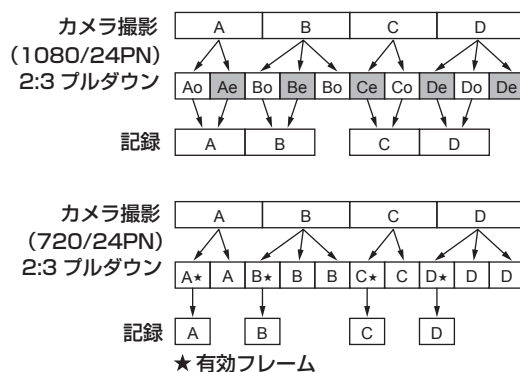 カメラ撮影
(1080/24PN)
2:3 プルダウン
A B C D
Ao Ae Bo Be Bo Ce Co De Do De
記録
A B C D
カメラ撮影
(720/24PN)
2:3 プルダウン
A B C D
A★ A B★ B B C★ C D★ D D
記録
A B C D
★ 有効フレーム